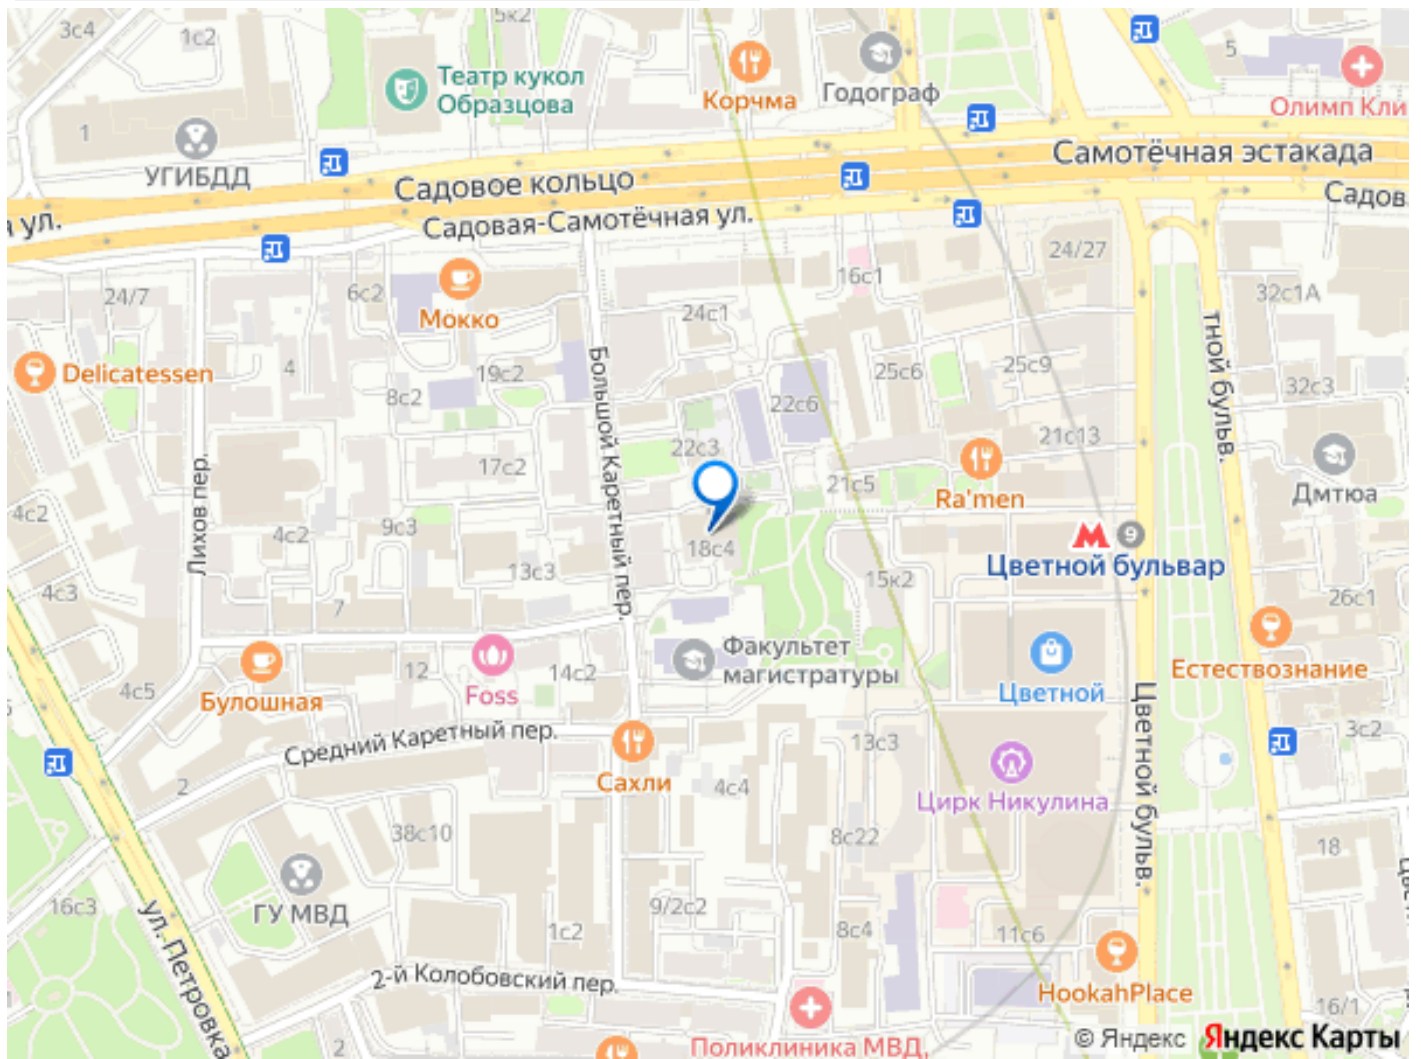 3с4
1с2
5к2
Театр кукол
Образцова
Корчма
Годограф
5
Олимп Кли
1
УГИБДД
Садовое кольцо
Самотёчная эстакада
Садов
а ул.
Садовая-Самотёчная ул.
24/7
6с2
Мокко
24с1
16с1
24/27
32с1А
Delicatessen
4
8с2
19с2
Большой Каретный пер.
22с6
25с6
25с9
тной бульв.
32с3
22с3
21с13
17с2
21с5
Ra'men
Дмтюа
4с2
Лихов пер.
4с2
9с3
18с4
9
Цветной бульвар
13с3
15к2
4с3
7
26с1
Факультет
магистратуры
12
Foss
14с2
Булошная
4с5
Цветной
Естествознание
Средний Каретный пер.
Сахли
13с3
Цветной бульв.
3с2
2
4с4
Цирк Никулина
38с10
8с22
18
ГУ МВД
16с3
ул. Петровка
9/2с2
1с2
8с4
11с6
2-й Колобовский пер.
HookahPlace
16/1
2
Поликлиника МВД,
© Яндекс Яндекс Карты